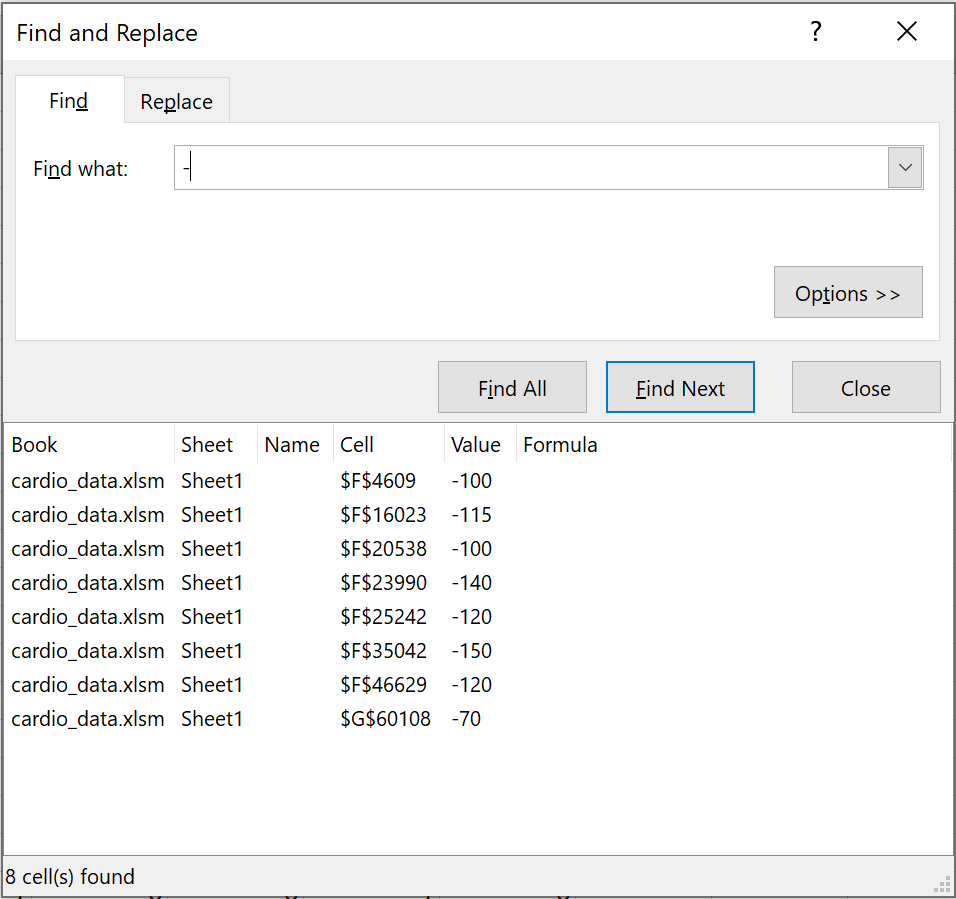 Find and Replace ?
Find Replace
Find what: -
Options >>
Find All Find Next Close
Book Sheet Name Cell Value Formula
cardio_data.xlsm Sheet1 $F$4609 -100
cardio_data.xlsm Sheet1 $F$16023 -115
cardio_data.xlsm Sheet1 $F$20538 -100
cardio_data.xlsm Sheet1 $F$23990 -140
cardio_data.xlsm Sheet1 $F$25242 -120
cardio_data.xlsm Sheet1 $F$35042 -150
cardio_data.xlsm Sheet1 $F$46629 -120
cardio_data.xlsm Sheet1 $G$60108 -70
8 cell(s) found